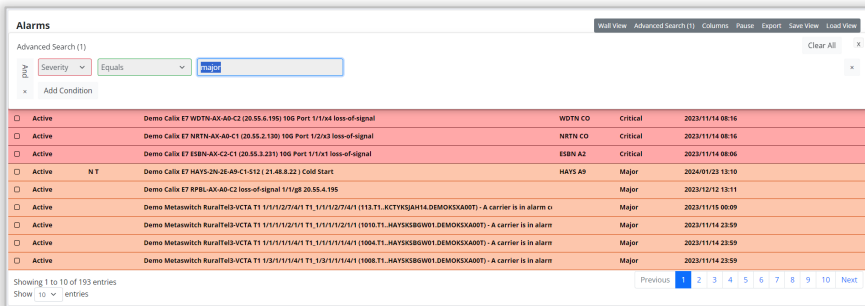 Alarms
Wall View Advanced Search (1) Columns Pause Export Save View Load View
Advanced Search (1) Clear All x
And Severity Equals major ×
× Add Condition
Active Demo Calix E7 WDTN-AX-A0-C2 (20.55.6.195) 10G Port 1/1/x4 loss-of-signal WDTN CO Critical 2023/11/14 08:16
Active Demo Calix E7 NRTN-AX-A0-C1 (20.55.2.130) 10G Port 1/2/x3 loss-of-signal NRTN CO Critical 2023/11/14 08:16
Active Demo Calix E7 ESBN-AX-C2-C1 (20.55.3.231) 10G Port 1/1/x1 loss-of-signal ESBN A2 Critical 2023/11/14 08:06
Active N T Demo Calix E7 HAYS-2N-2E-A9-C1-S12 ( 21.48.8.22 ) Cold Start HAYS A9 Major 2024/01/23 13:10
Active Demo Calix E7 RPBL-AX-A0-C2 loss-of-signal 1/1/g8 20.55.4.195 Major 2023/12/12 13:11
Active Demo Metaswitch RuralTel3-VCTA T1 1/1/1/2/7/4/1 T1_1/1/1/2/7/4/1 (113.T1..KCTYKSJAH14.DEMOKSXA00T) - A carrier is in alarm co Major 2023/11/15 00:09
Active Demo Metaswitch RuralTel3-VCTA T1 1/1/1/1/2/1/1 T1_1/1/1/1/2/1/1 (1010.T1..HAYSKSBGW01.DEMOKSXA00T) - A carrier is in alarm Major 2023/11/14 23:59
Active Demo Metaswitch RuralTel3-VCTA T1 1/1/1/1/1/4/1 T1_1/1/1/1/1/4/1 (1004.T1..HAYSKSBGW01.DEMOKSXA00T) - A carrier is in alarm Major 2023/11/14 23:59
Active Demo Metaswitch RuralTel3-VCTA T1 1/3/1/1/1/4/1 T1_1/3/1/1/1/4/1 (1008.T1..HAYSKSBGW01.DEMOKSXA00T) - A carrier is in alarm Major 2023/11/14 23:59
Showing 1 to 10 of 193 entries Previous 1 2 3 4 5 6 7 8 9 10 Next
Show 10 entries